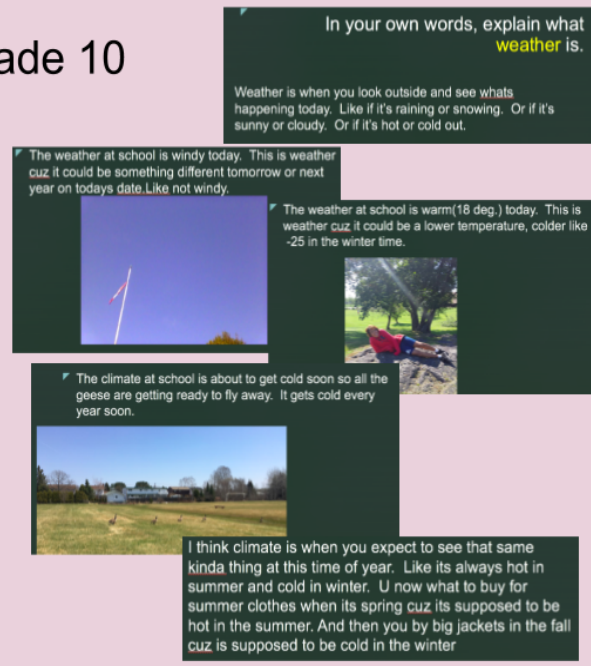 ade 10
In your own words, explain what
weather is.
Weather is when you look outside and see whats
happening today. Like if it's raining or snowing. Or if it's
sunny or cloudy. Or if it's hot or cold out.
The weather at school is windy today. This is weather
cuz it could be something different tomorrow or next
year on todays date.Like not windy.
The weather at school is warm(18 deg.) today. This is
weather cuz it could be a lower temperature, colder like
-25 in the winter time.
The climate at school is about to get cold soon so all the
geese are getting ready to fly away. It gets cold every
year soon.
I think climate is when you expect to see that same
kinda thing at this time of year. Like its always hot in
summer and cold in winter. U now what to buy for
summer clothes when its spring cuz its supposed to be
hot in the summer. And then you by big jackets in the fall
cuz is supposed to be cold in the winter